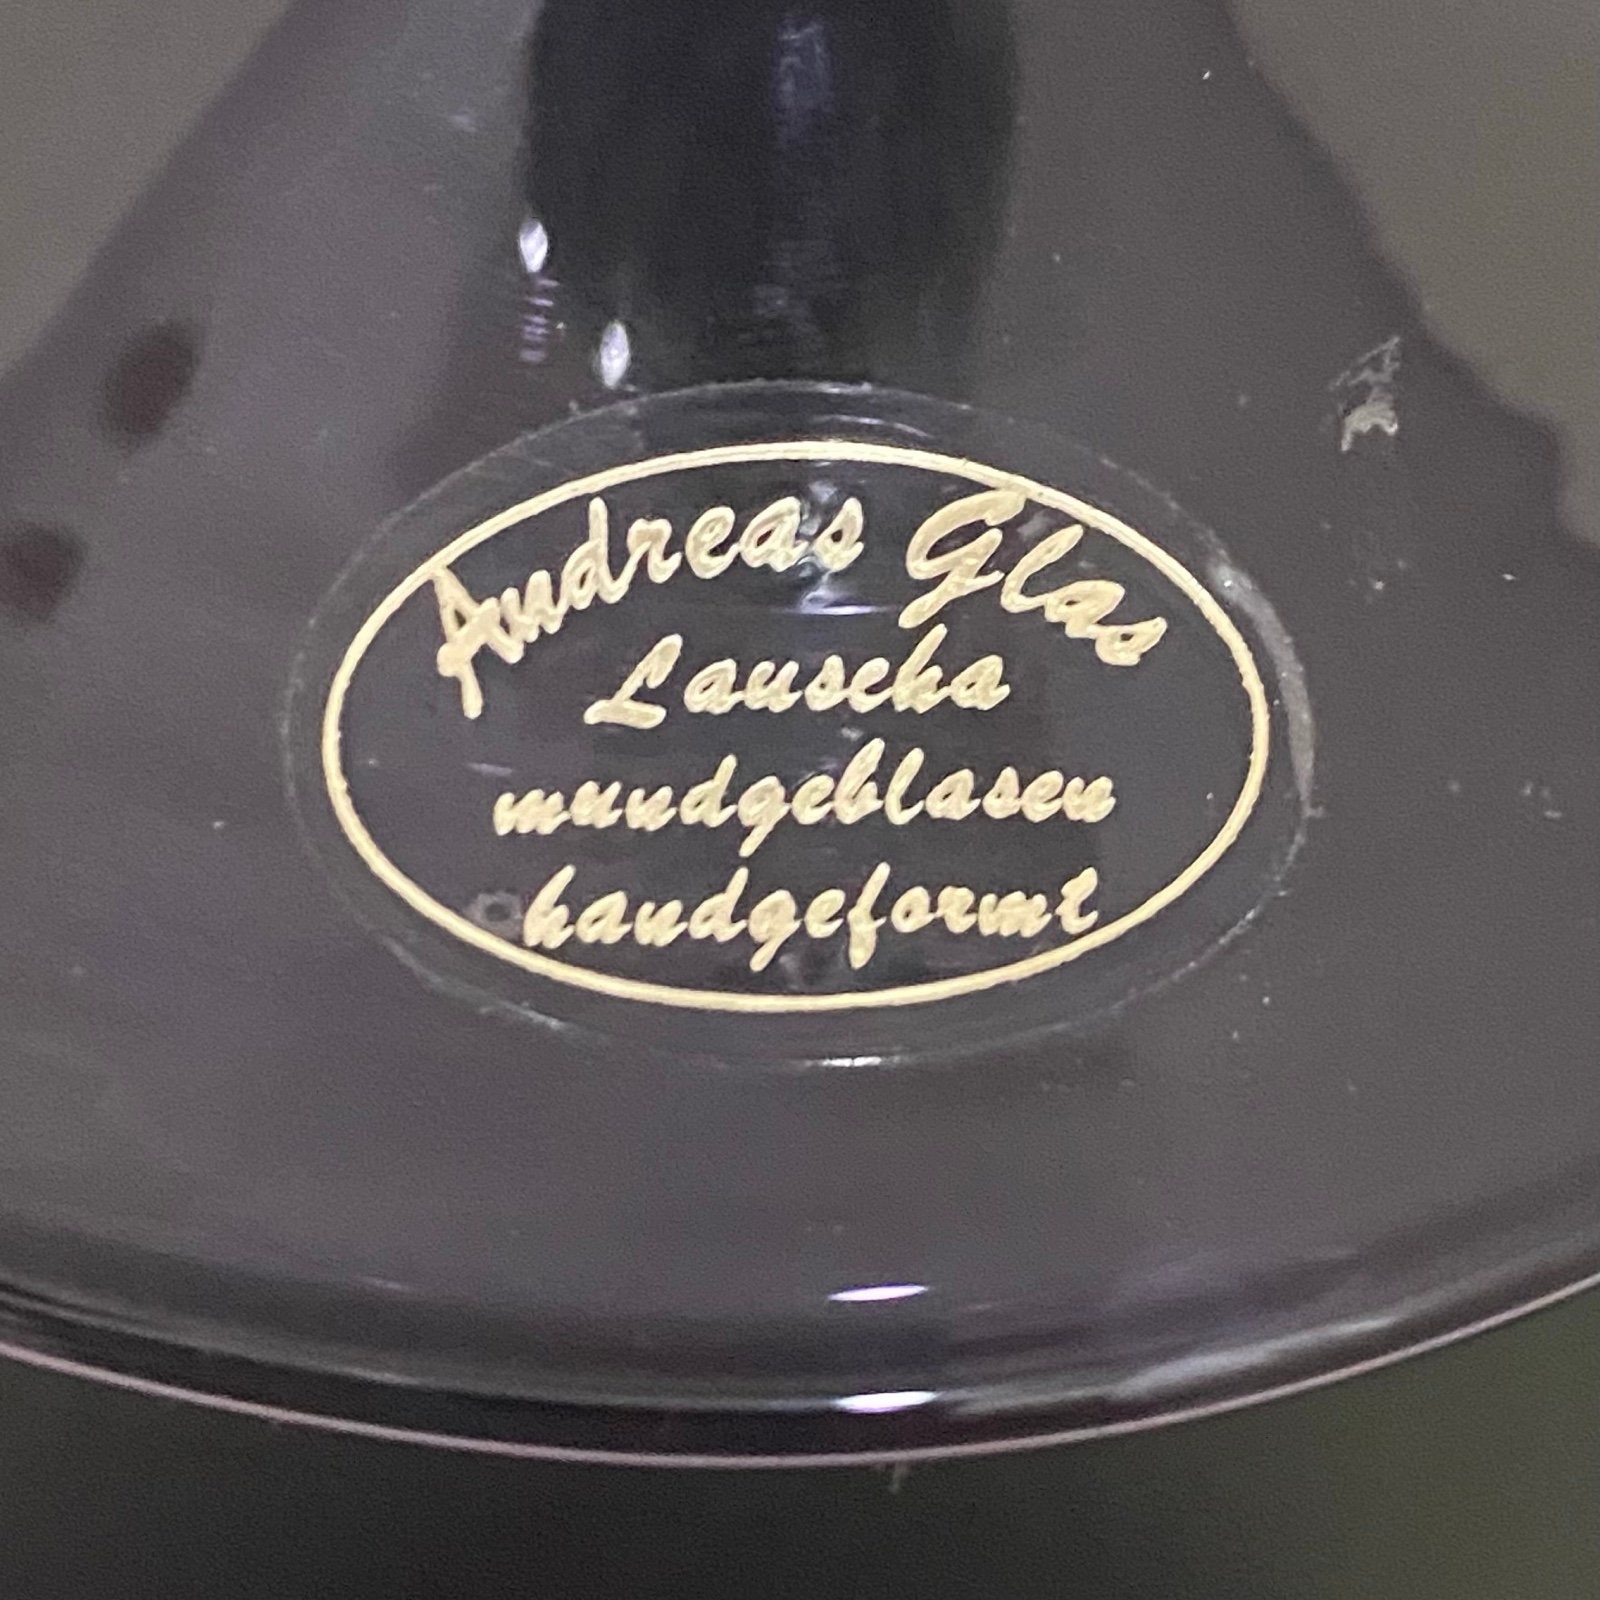 Andreas Glas
Lauscha
mundgeblasen
handgeformt